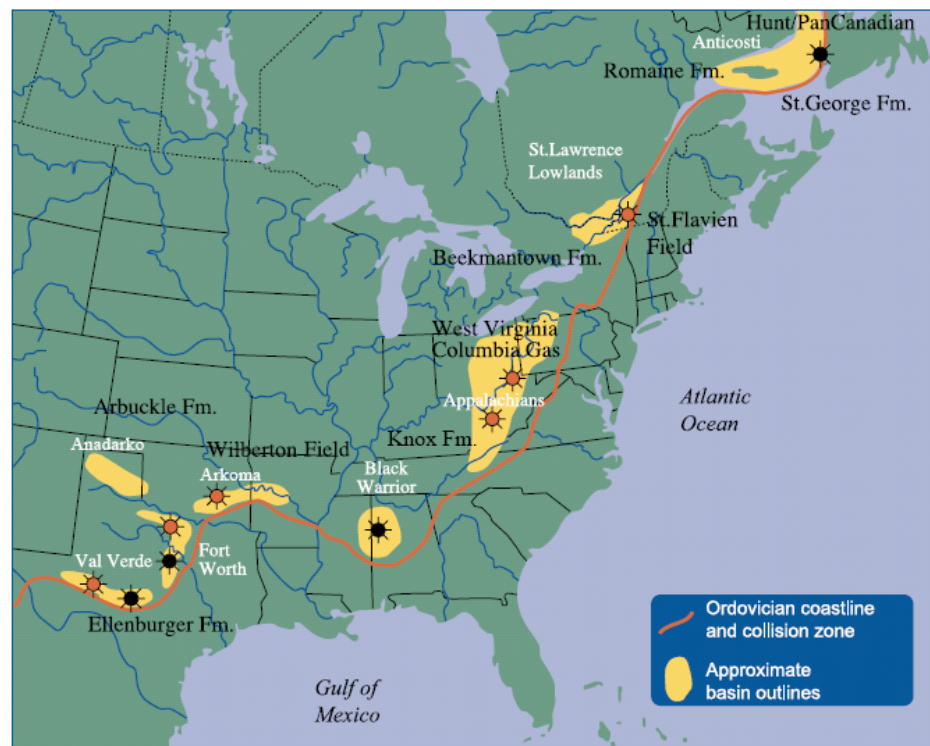 Hunt/PanCanadian
Anticosti
Romaine Fm.
St.George Fm.
St.Lawrence
Lowlands
St.Flavien
Field
Beekmantown Fm.
West Virginia
Columbia Gas
Appalachians
Knox Fm.
Arbuckle Fm.
Wilberton Field
Anadarko
Arkoma
Black
Warrior
Val Verde
Fort
Worth
Ellenburger Fm.
Atlantic
Ocean
Gulf of
Mexico
Ordovician coastline
and collision zone
Approximate
basin outlines